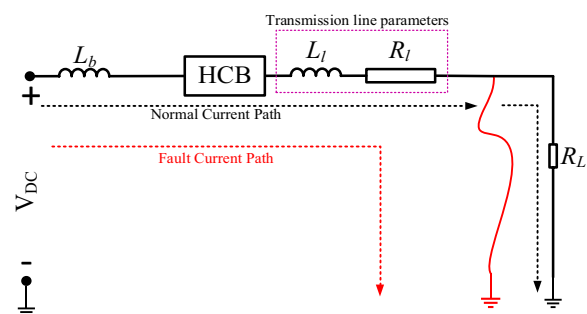 Transmission line parameters
L_b
HCB
L_l
R_l
+
Normal Current Path
Fault Current Path
R_L
V_DC
-